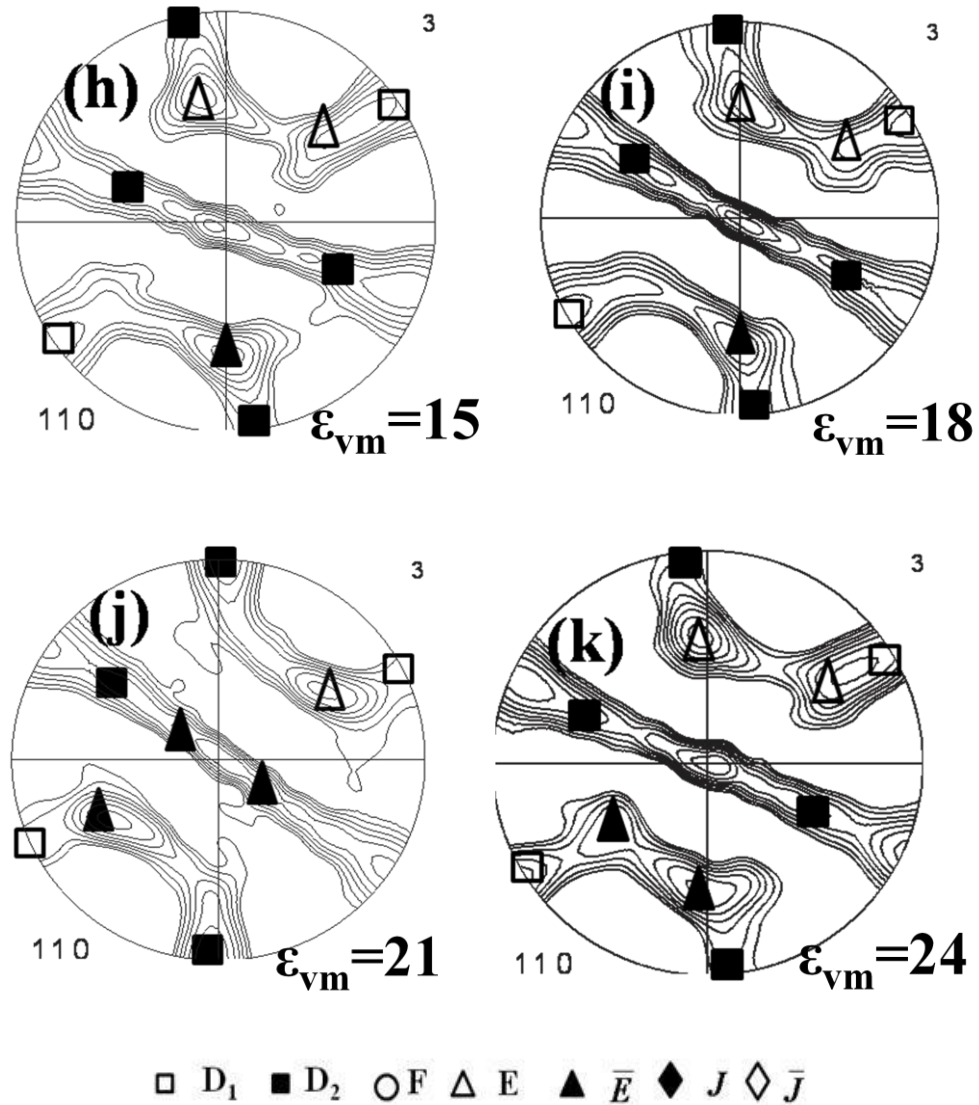 3
3
(h)
(i)
110
110
εvm=15
εvm=18
3
3
(j)
(k)
110
110
εvm=21
εvm=24
D1 D2 F E E̅ J J̅